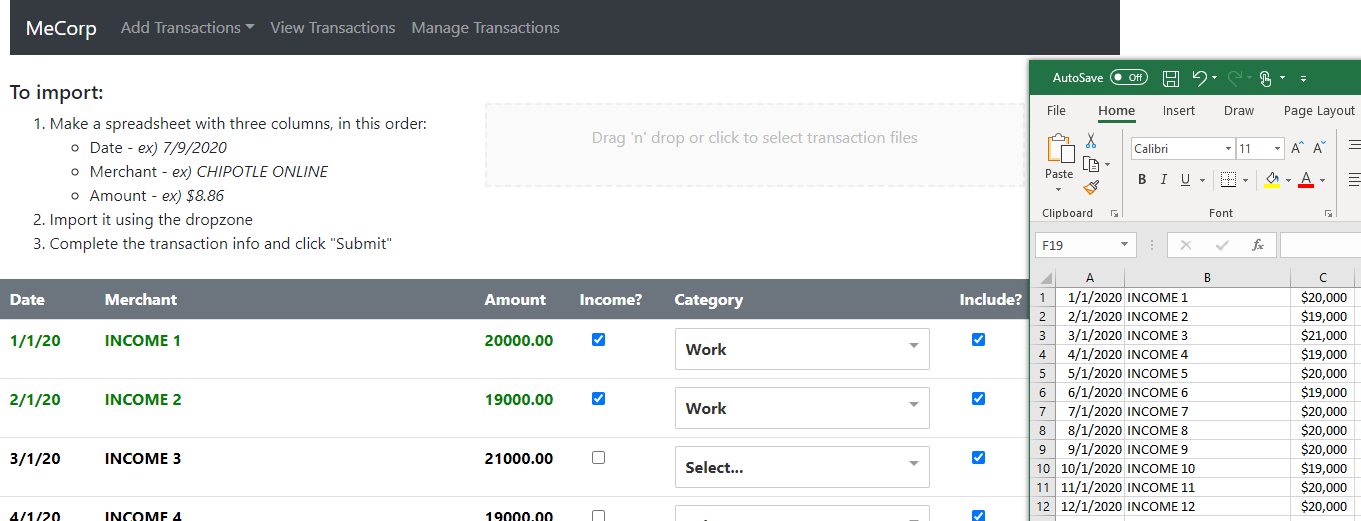 MeCorp Add Transactions View Transactions Manage Transactions
To import:
1. Make a spreadsheet with three columns, in this order:
Date - ex) 7/9/2020
Merchant - ex) CHIPOTLE ONLINE
Amount - ex) $8.86
2. Import it using the dropzone
3. Complete the transaction info and click "Submit"
Drag 'n' drop or click to select transaction files
Date Merchant Amount Income? Category Include?
1/1/20 INCOME 1 20000.00 Work
2/1/20 INCOME 2 19000.00 Work
3/1/20 INCOME 3 21000.00 Select...
4/1/20 INCOME 4 19000.00
AutoSave Off
File Home Insert Draw Page Layout
Paste
Calibri 11 A A
B I U A
Clipboard Font
F19 fx
A B C
1 1/1/2020 INCOME 1 $20,000
2 2/1/2020 INCOME 2 $19,000
3 3/1/2020 INCOME 3 $21,000
4 4/1/2020 INCOME 4 $19,000
5 5/1/2020 INCOME 5 $20,000
6 6/1/2020 INCOME 6 $19,000
7 7/1/2020 INCOME 7 $20,000
8 8/1/2020 INCOME 8 $20,000
9 9/1/2020 INCOME 9 $20,000
10 10/1/2020 INCOME 10 $19,000
11 11/1/2020 INCOME 11 $20,000
12 12/1/2020 INCOME 12 $20,000